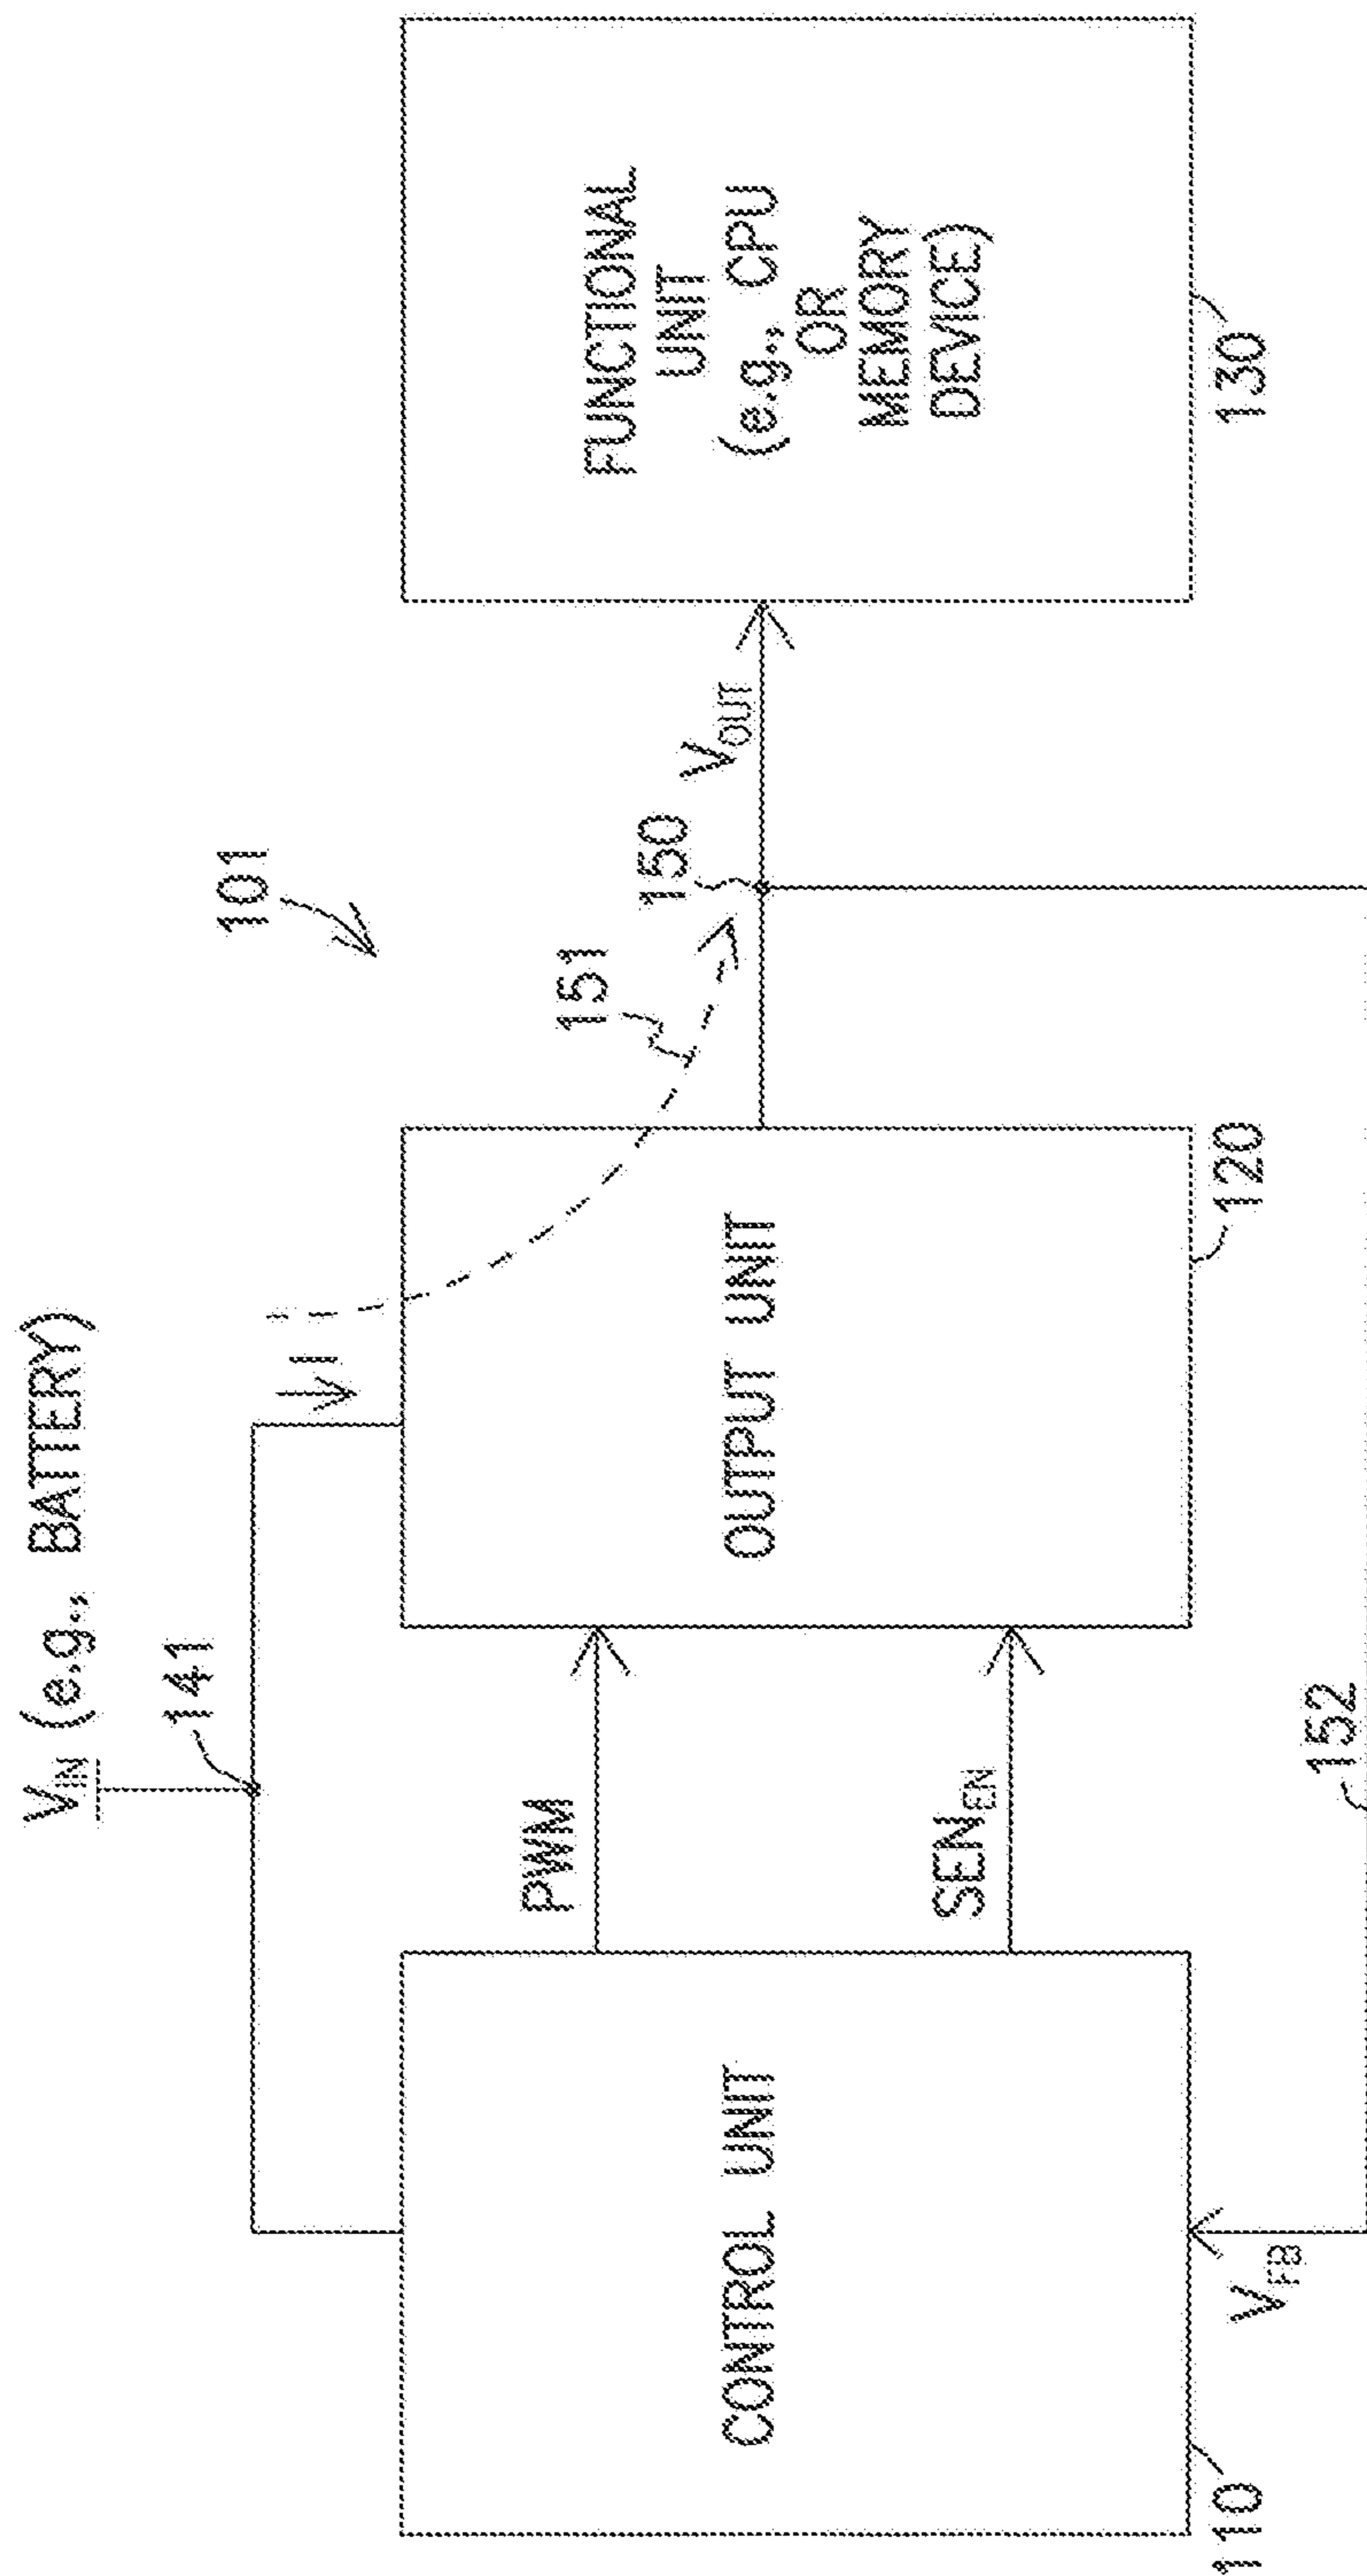 V_IN (e.g., BATTERY)
141
101
I
151
150
V_OUT
PWM
SEN_EN
CONTROL UNIT
OUTPUT UNIT
FUNCTIONAL
UNIT
(e.g., CPU
OR
MEMORY
DEVICE)
110
V_FB
152
120
130